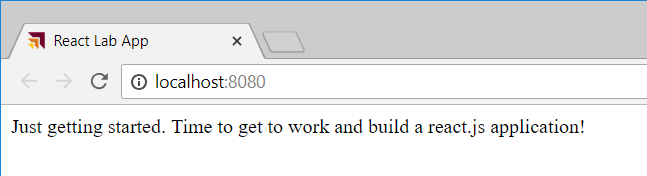 React Lab App
localhost:8080
Just getting started. Time to get to work and build a react.js application!